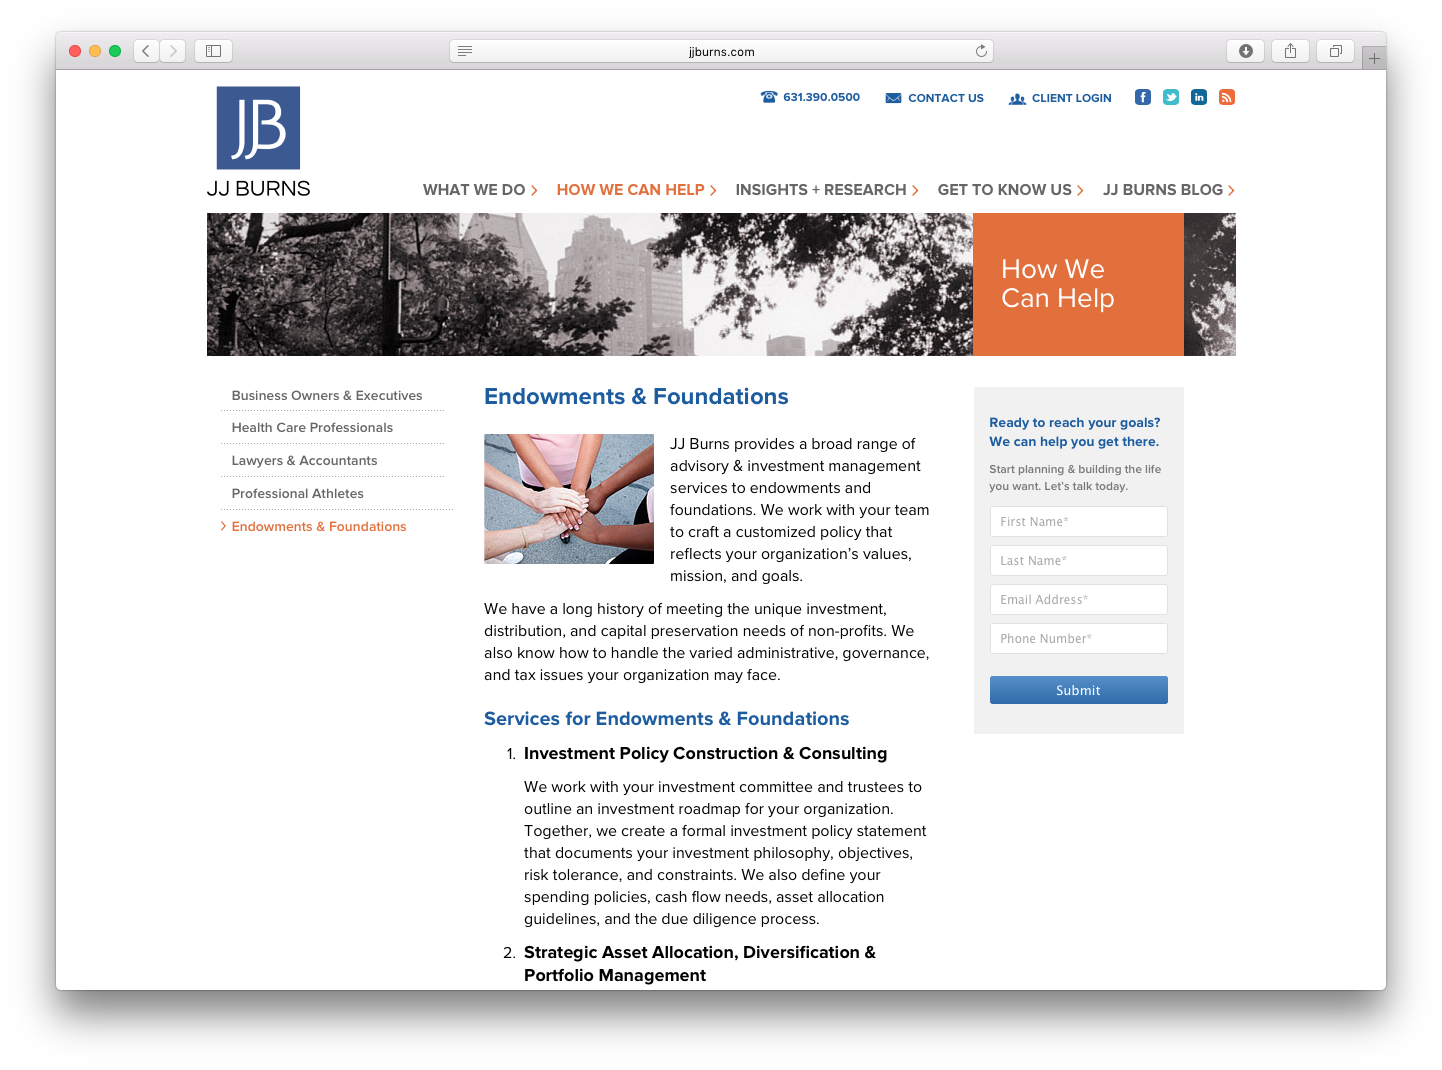 jjburns.com
JJB
JJ BURNS
631.390.0500
CONTACT US
CLIENT LOGIN
WHAT WE DO
HOW WE CAN HELP
INSIGHTS + RESEARCH
GET TO KNOW US
JJ BURNS BLOG
How We
Can Help
Business Owners & Executives
Health Care Professionals
Lawyers & Accountants
Professional Athletes
Endowments & Foundations
Endowments & Foundations
JJ Burns provides a broad range of
advisory & investment management
services to endowments and
foundations. We work with your team
to craft a customized policy that
reflects your organization’s values,
mission, and goals.
We have a long history of meeting the unique investment,
distribution, and capital preservation needs of non-profits. We
also know how to handle the varied administrative, governance,
and tax issues your organization may face.
Services for Endowments & Foundations
1. Investment Policy Construction & Consulting
We work with your investment committee and trustees to
outline an investment roadmap for your organization.
Together, we create a formal investment policy statement
that documents your investment philosophy, objectives,
risk tolerance, and constraints. We also define your
spending policies, cash flow needs, asset allocation
guidelines, and the due diligence process.
2. Strategic Asset Allocation, Diversification &
Portfolio Management
Ready to reach your goals?
We can help you get there.
Start planning & building the life
you want. Let’s talk today.
First Name*
Last Name*
Email Address*
Phone Number*
Submit